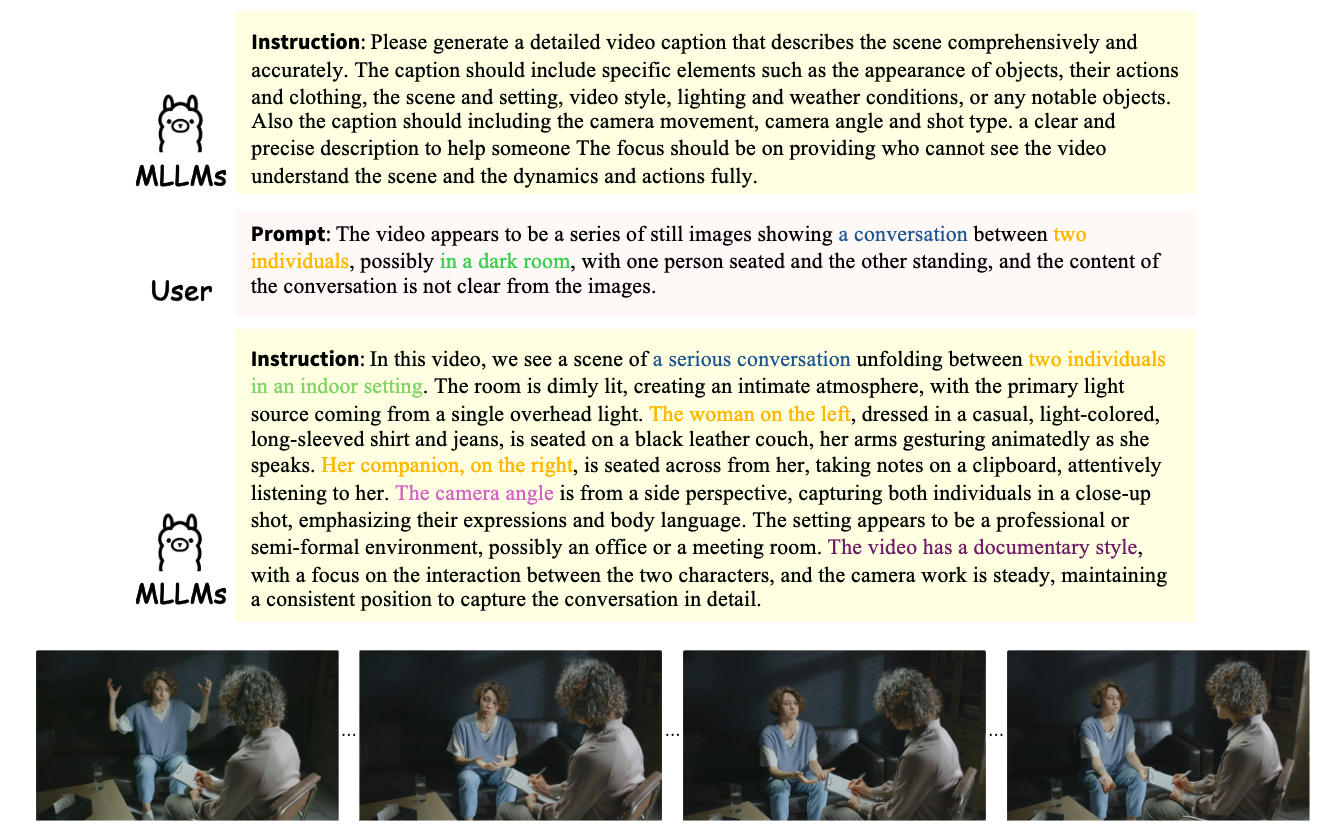 Instruction: Please generate a detailed video caption that describes the scene comprehensively and
accurately. The caption should include specific elements such as the appearance of objects, their actions
and clothing, the scene and setting, video style, lighting and weather conditions, or any notable objects.
Also the caption should including the camera movement, camera angle and shot type. a clear and
precise description to help someone The focus should be on providing who cannot see the video
understand the scene and the dynamics and actions fully.
MLLMs
Prompt: The video appears to be a series of still images showing a conversation between two
individuals, possibly in a dark room, with one person seated and the other standing, and the content of
the conversation is not clear from the images.
User
Instruction: In this video, we see a scene of a serious conversation unfolding between two individuals
in an indoor setting. The room is dimly lit, creating an intimate atmosphere, with the primary light
source coming from a single overhead light. The woman on the left, dressed in a casual, light-colored,
long-sleeved shirt and jeans, is seated on a black leather couch, her arms gesturing animatedly as she
speaks. Her companion, on the right, is seated across from her, taking notes on a clipboard, attentively
listening to her. The camera angle is from a side perspective, capturing both individuals in a close-up
shot, emphasizing their expressions and body language. The setting appears to be a professional or
semi-formal environment, possibly an office or a meeting room. The video has a documentary style,
with a focus on the interaction between the two characters, and the camera work is steady, maintaining
a consistent position to capture the conversation in detail.
MLLMs
... ... ...